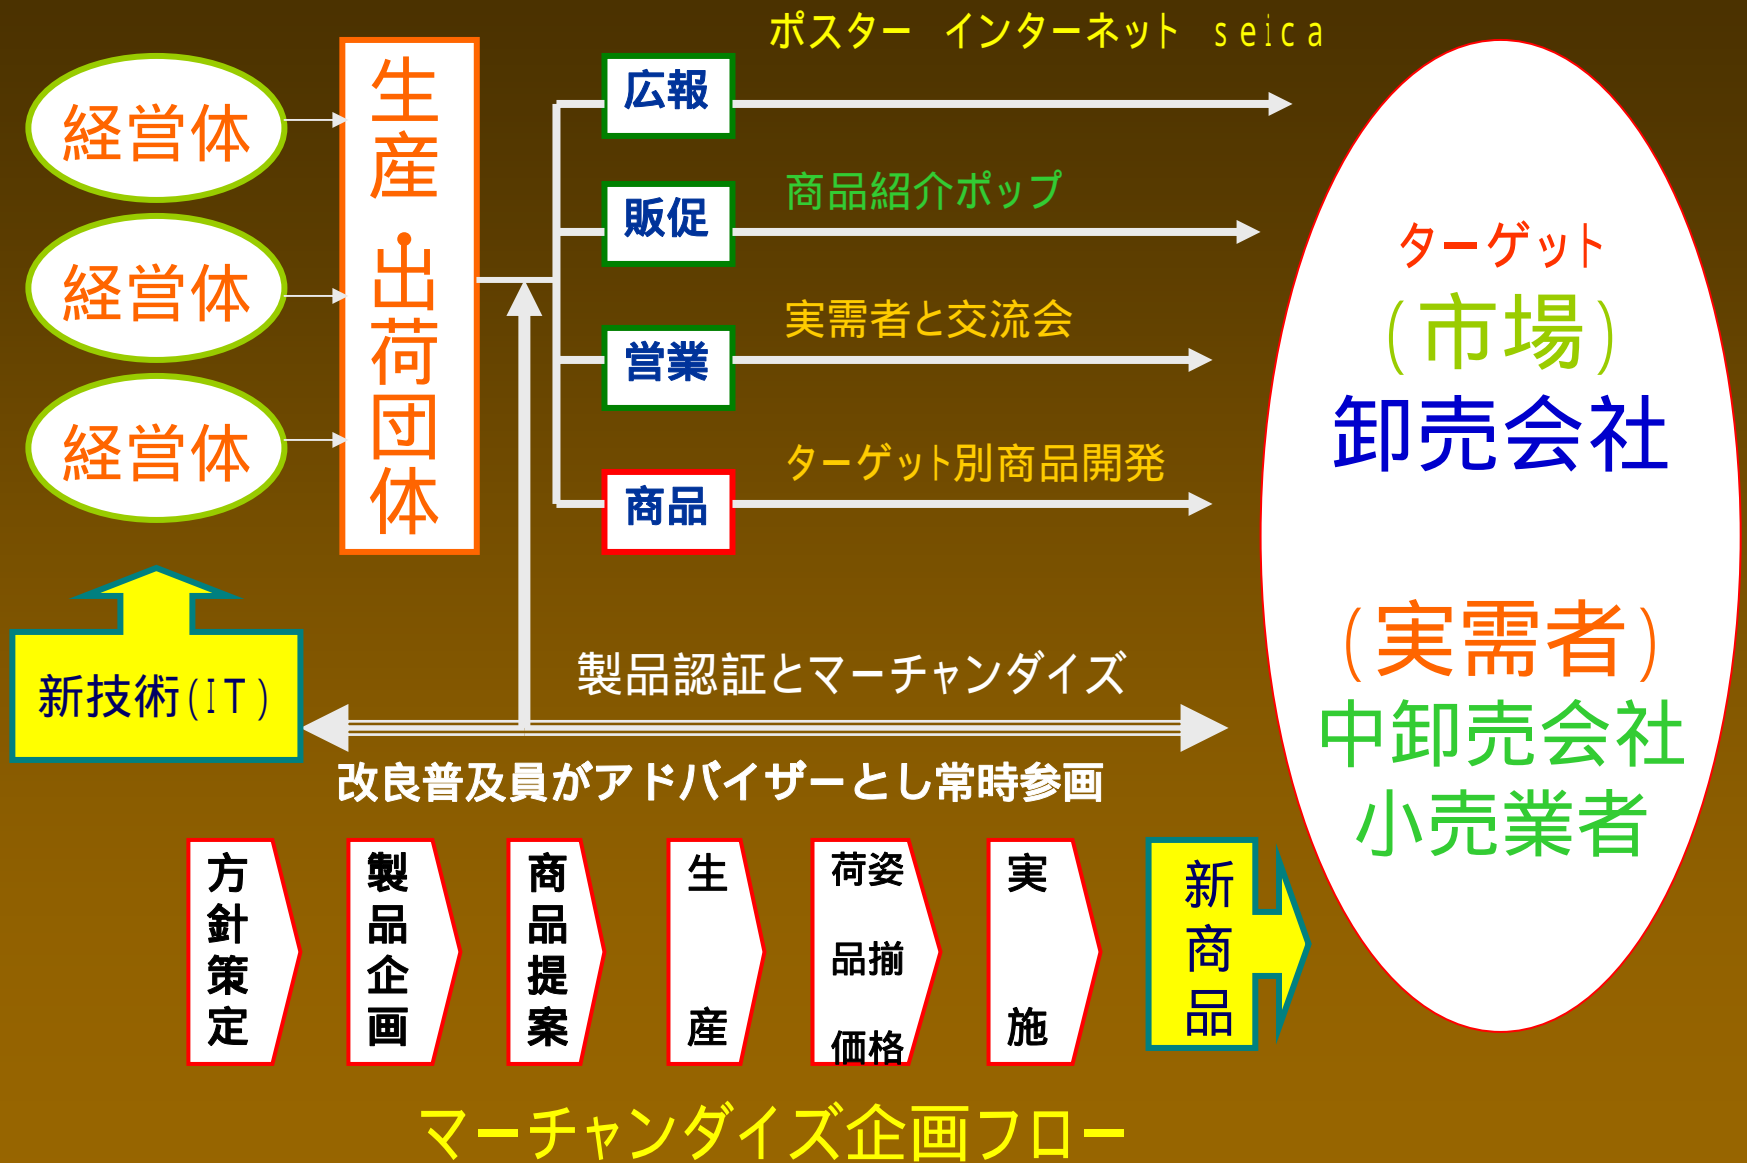 ポスター　インターネット　seica
経営体
経営体
経営体
生産・出荷団体
広報
販促
商品紹介ポップ
営業
実需者と交流会
商品
ターゲット別商品開発
ターゲット
(市場)
卸売会社
(実需者)
中卸売会社
小売業者
新技術(IT)
製品認証とマーチャンダイズ
改良普及員がアドバイザーとし常時参画
方針策定
製品企画
商品提案
生産
荷姿
品揃
価格
実施
新商品
マーチャンダイズ企画フロー